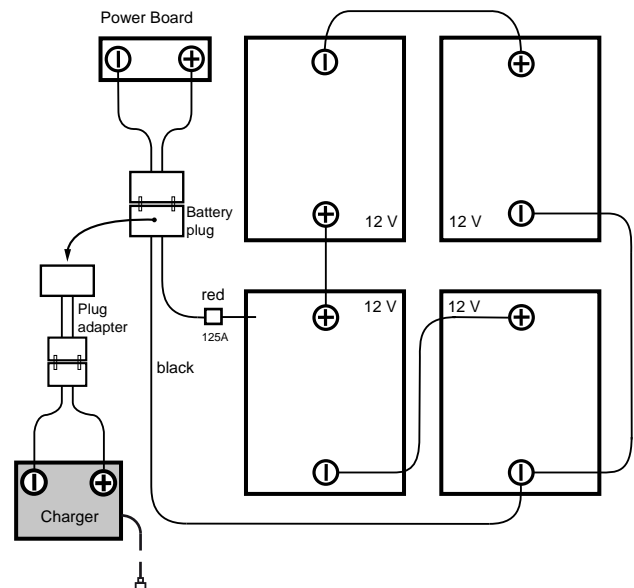 Power Board
Battery
plug
Plug
adapter
red
125A
black
Charger
12 V
12 V
12 V
12 V